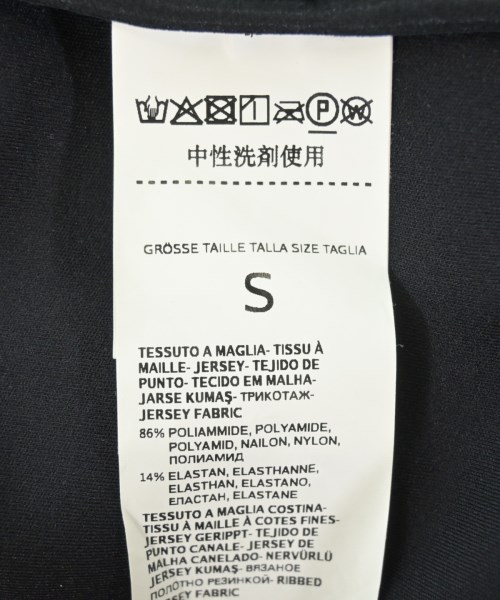 中性洗剤使用
GRÖSSE TAILLE TALLA SIZE TAGLIA
S
TESSUTO A MAGLIA- TISSU À
MAILLE- JERSEY- TEJIDO DE
PUNTO- TECIDO EM MALHA-
JARSE KUMAŞ- ТРИКОТАЖ-
JERSEY FABRIC
86% POLIAMMIDE, POLYAMIDE,
POLYAMID, NAILON, NYLON,
ПОЛИАМИД
14% ELASTAN, ELASTHANNE,
ELASTHAN, ELASTANO,
ЕЛАСТАН, ELASTANE
TESSUTO MAGLIA COSTINA-
TISSU À MAILLE À COTES FINES-
JERSEY GERIPPT- TEJIDO DE
PUNTO CANALE- JERSEY DE
MALHA CANELADO- NERVÜRLÜ
JERSEY KUMAŞ- ВЯЗАНОЕ
ПОЛОТНО РЕЗИНКОЙ- RIBBED
JERSEY FABRIC